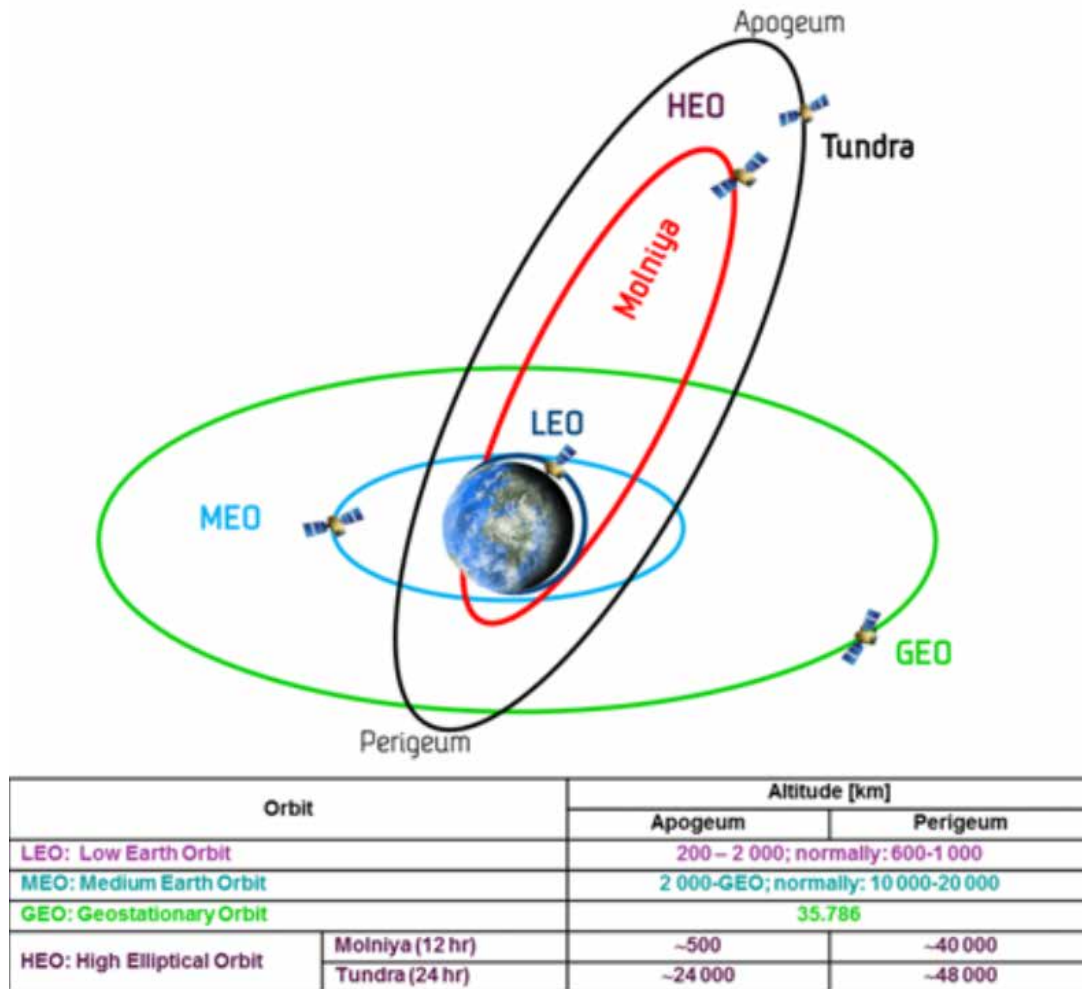 Apogeum
HEO
Tundra
Molniya
LEO
MEO
GEO
Perigeum
Orbit
Altitude [km]
Apogeum
Perigeum
LEO: Low Earth Orbit
200 – 2 000; normally: 600-1 000
MEO: Medium Earth Orbit
2 000-GEO; normally: 10 000-20 000
GEO: Geostationary Orbit
35.786
HEO: High Elliptical Orbit
Molniya (12 hr)
~500
~40 000
Tundra (24 hr)
~24 000
~48 000